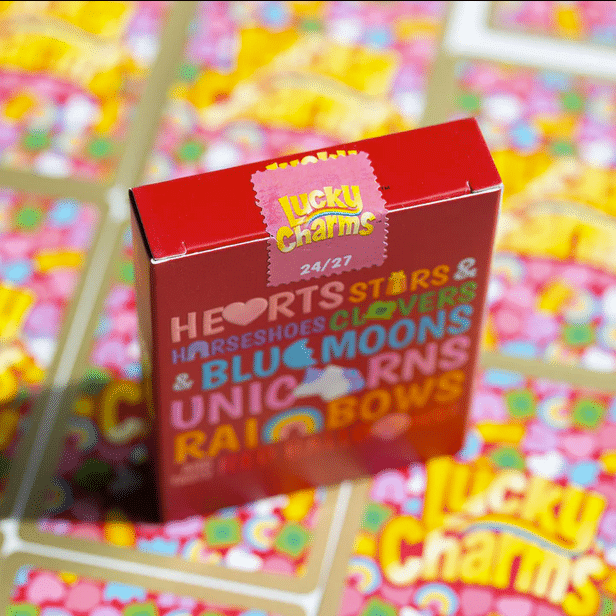 Lucky
Charms
24/27
HEARTS STARS &
HORSESHOES CLOVERS
& BLUE MOONS
UNICORNS
RAINBOWS
Lucky
Charms